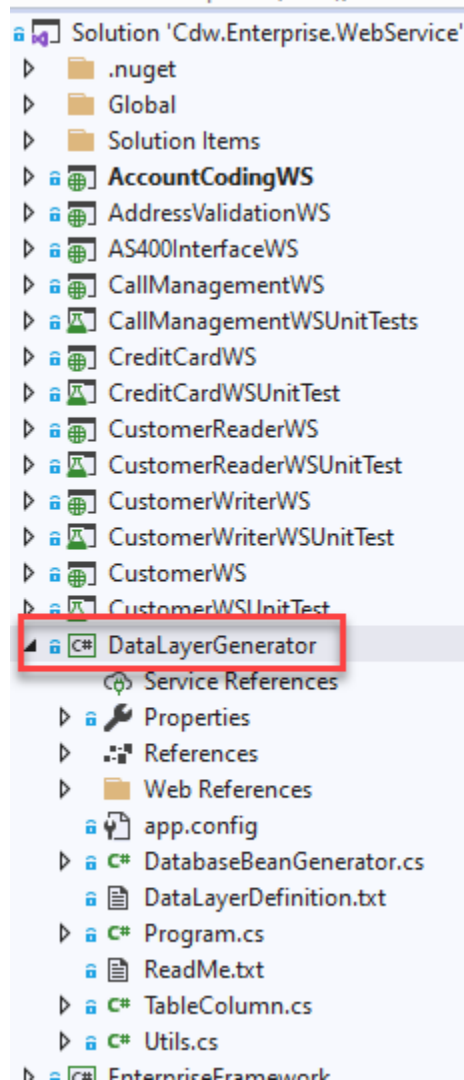 Solution 'Cdw.Enterprise.WebService'
.nuget
Global
Solution Items
AccountCodingWS
AddressValidationWS
AS400InterfaceWS
CallManagementWS
CallManagementWSUnitTests
CreditCardWS
CreditCardWSUnitTest
CustomerReaderWS
CustomerReaderWSUnitTest
CustomerWriterWS
CustomerWriterWSUnitTest
CustomerWS
CustomerWSUnitTest
C# DataLayerGenerator
Service References
Properties
References
Web References
app.config
C# DatabaseBeanGenerator.cs
DataLayerDefinition.txt
C# Program.cs
ReadMe.txt
C# TableColumn.cs
C# Utils.cs
C# EnterpriseFramework